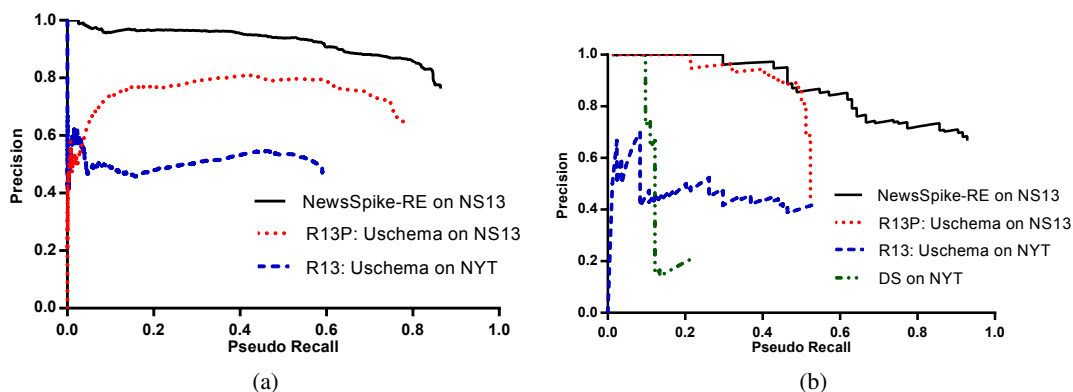 1.0
0.8
0.6
0.4
0.2
0.0
Precision
NewsSpike-RE on NS13
R13P: Uschema on NS13
R13: Uschema on NYT
0.0 0.2 0.4 0.6 0.8 1.0
Pseudo Recall
(a)
1.0
0.8
0.6
0.4
0.2
0.0
Precision
NewsSpike-RE on NS13
R13P: Uschema on NS13
R13: Uschema on NYT
DS on NYT
0.0 0.2 0.4 0.6 0.8 1.0
Pseudo Recall
(b)